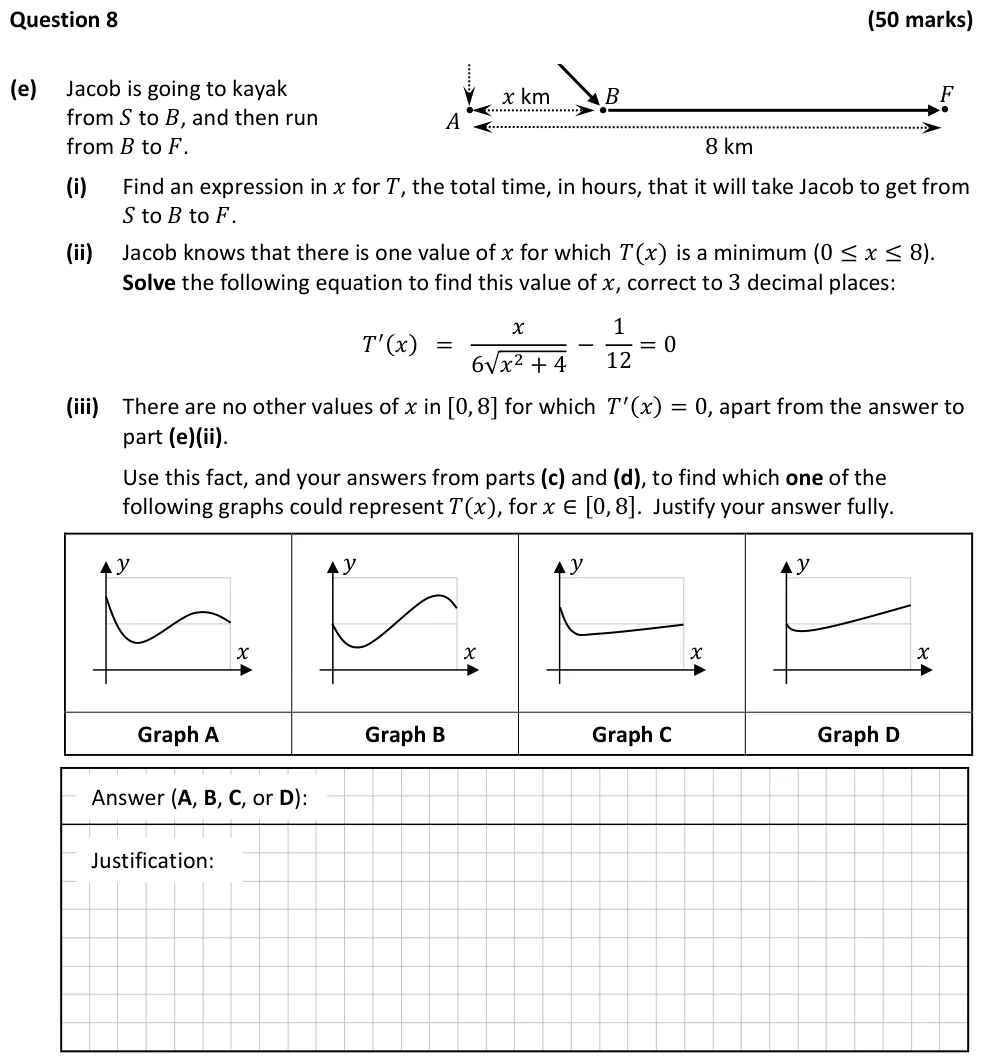 Question 8 (50 marks)
(e) Jacob is going to kayak
from S to B, and then run
from B to F.
x km B F
A
8 km
(i) Find an expression in x for T, the total time, in hours, that it will take Jacob to get from
S to B to F.
(ii) Jacob knows that there is one value of x for which T(x) is a minimum (0 ≤ x ≤ 8).
Solve the following equation to find this value of x, correct to 3 decimal places:
T′(x) = x / (6√(x² + 4)) − 1/12 = 0
(iii) There are no other values of x in [0, 8] for which T′(x) = 0, apart from the answer to
part (e)(ii).
Use this fact, and your answers from parts (c) and (d), to find which one of the
following graphs could represent T(x), for x ∈ [0, 8]. Justify your answer fully.
y y y y
x x x x
Graph A Graph B Graph C Graph D
Answer (A, B, C, or D):
Justification: